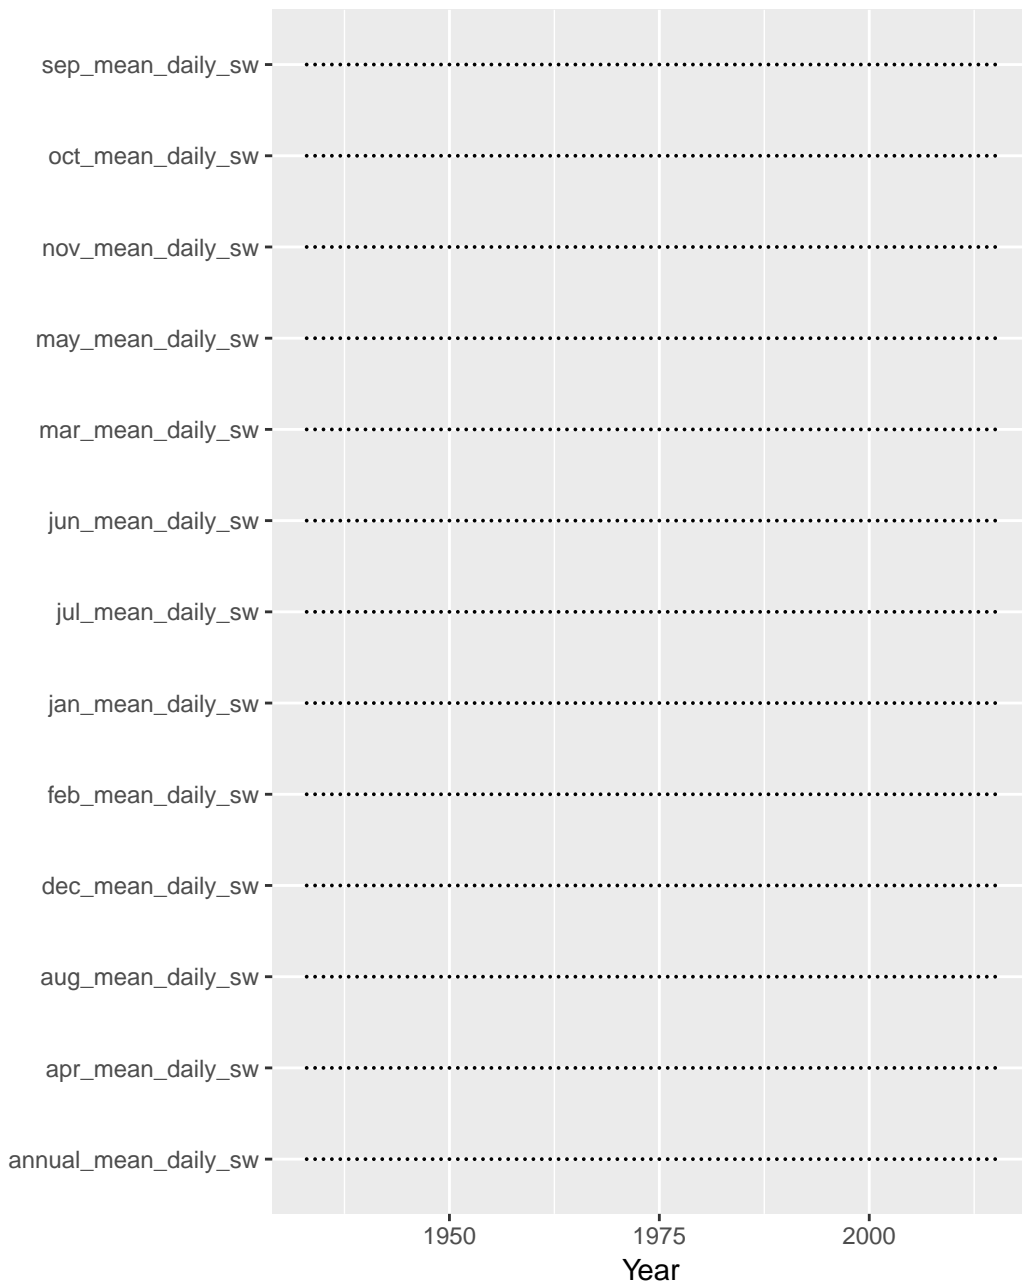 sep_mean_daily_sw
oct_mean_daily_sw
nov_mean_daily_sw
may_mean_daily_sw
mar_mean_daily_sw
jun_mean_daily_sw
jul_mean_daily_sw
jan_mean_daily_sw
feb_mean_daily_sw
dec_mean_daily_sw
aug_mean_daily_sw
apr_mean_daily_sw
annual_mean_daily_sw
1950 1975 2000
Year